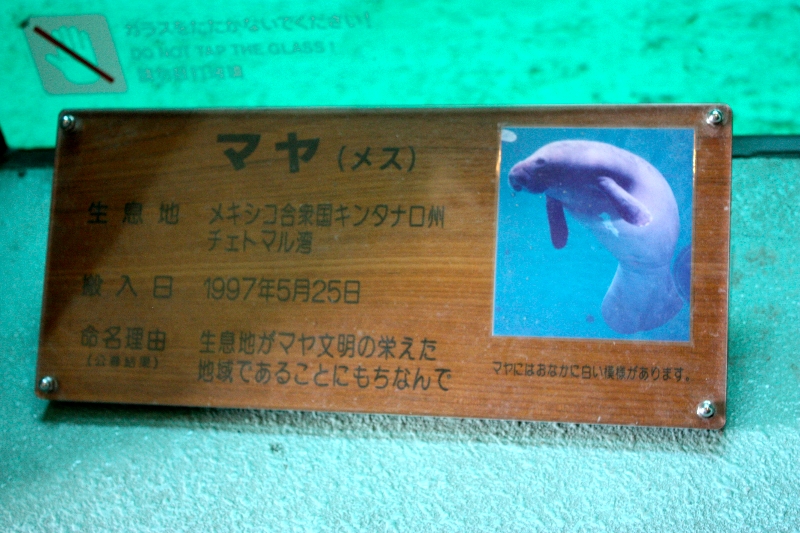 ガラスをたたかないでください!
DO NOT TAP THE GLASS!
マヤ(メス)
生息地 メキシコ合衆国キンタナロ州
チェトマル湾
搬入日 1997年5月25日
命名理由 生息地がマヤ文明の栄えた
(公募結果) 地域であることにもちなんで
マヤにはおなかに白い模様があります。